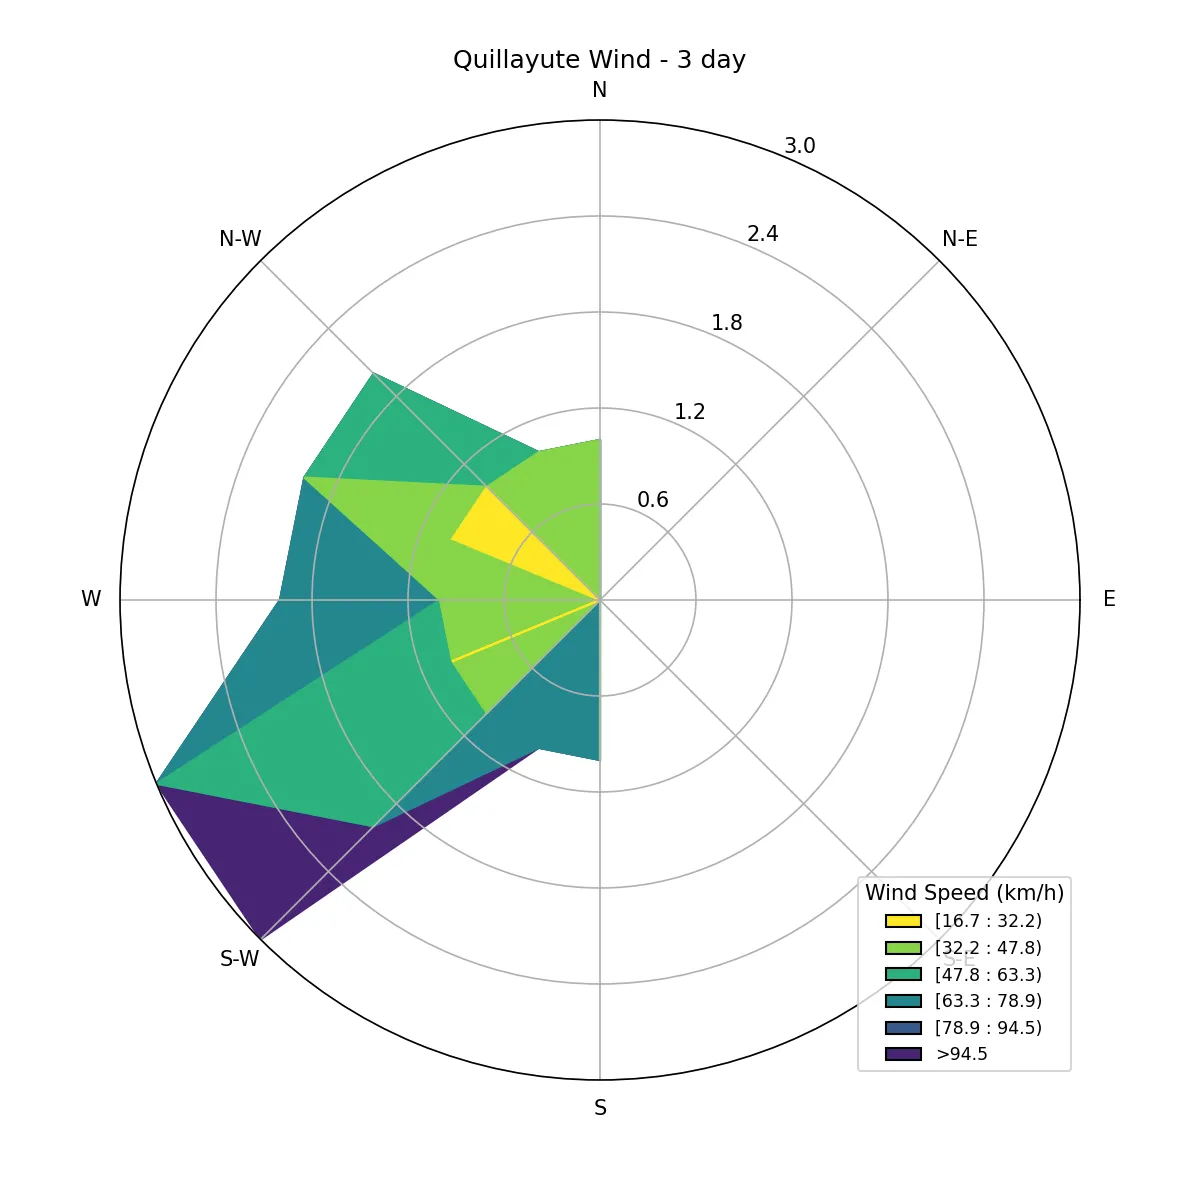 Quillayute Wind - 3 day
N
3.0
N-W
2.4
N-E
1.8
1.2
0.6
W
E
S-W
S-E
Wind Speed (km/h)
[16.7 : 32.2)
[32.2 : 47.8)
[47.8 : 63.3)
[63.3 : 78.9)
[78.9 : 94.5)
>94.5
S